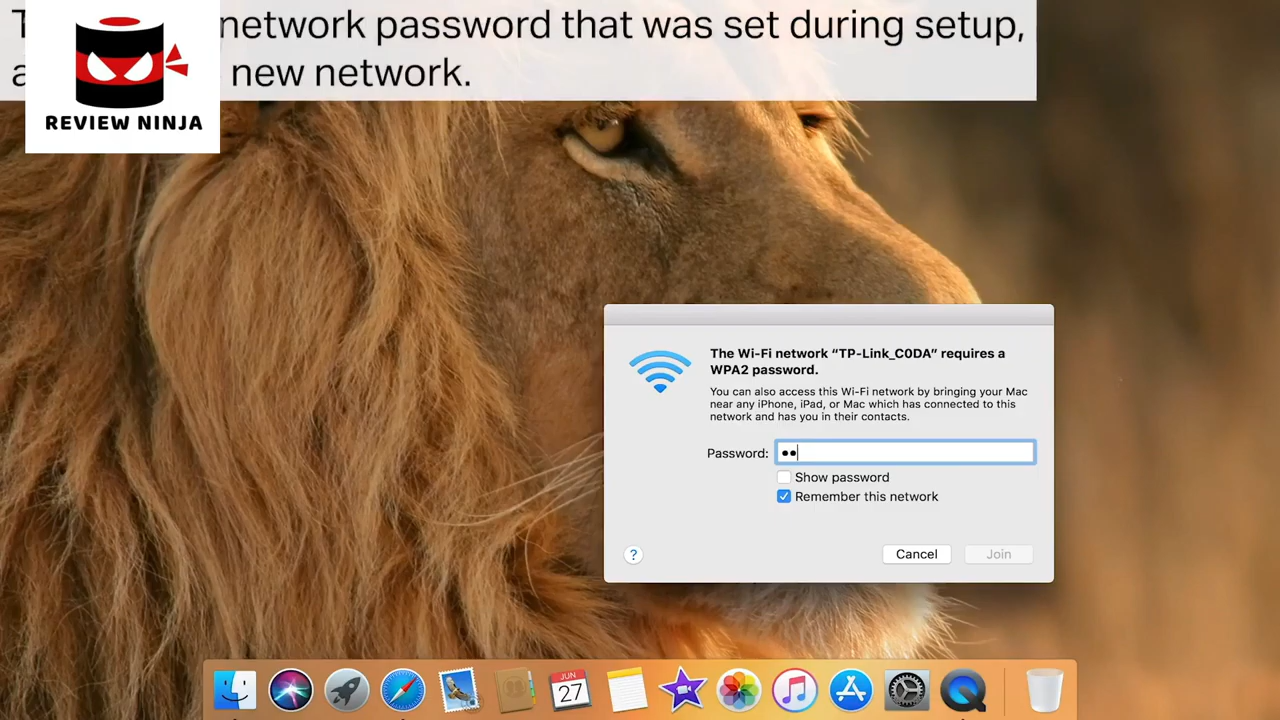 network password that was set during setup,
new network.
REVIEW NINJA
The Wi-Fi network “TP-Link_C0DA” requires a
WPA2 password.
You can also access this Wi-Fi network by bringing your Mac
near any iPhone, iPad, or Mac which has connected to this
network and has you in their contacts.
Password: ••
Show password
Remember this network
?
Cancel
Join
JUN
27